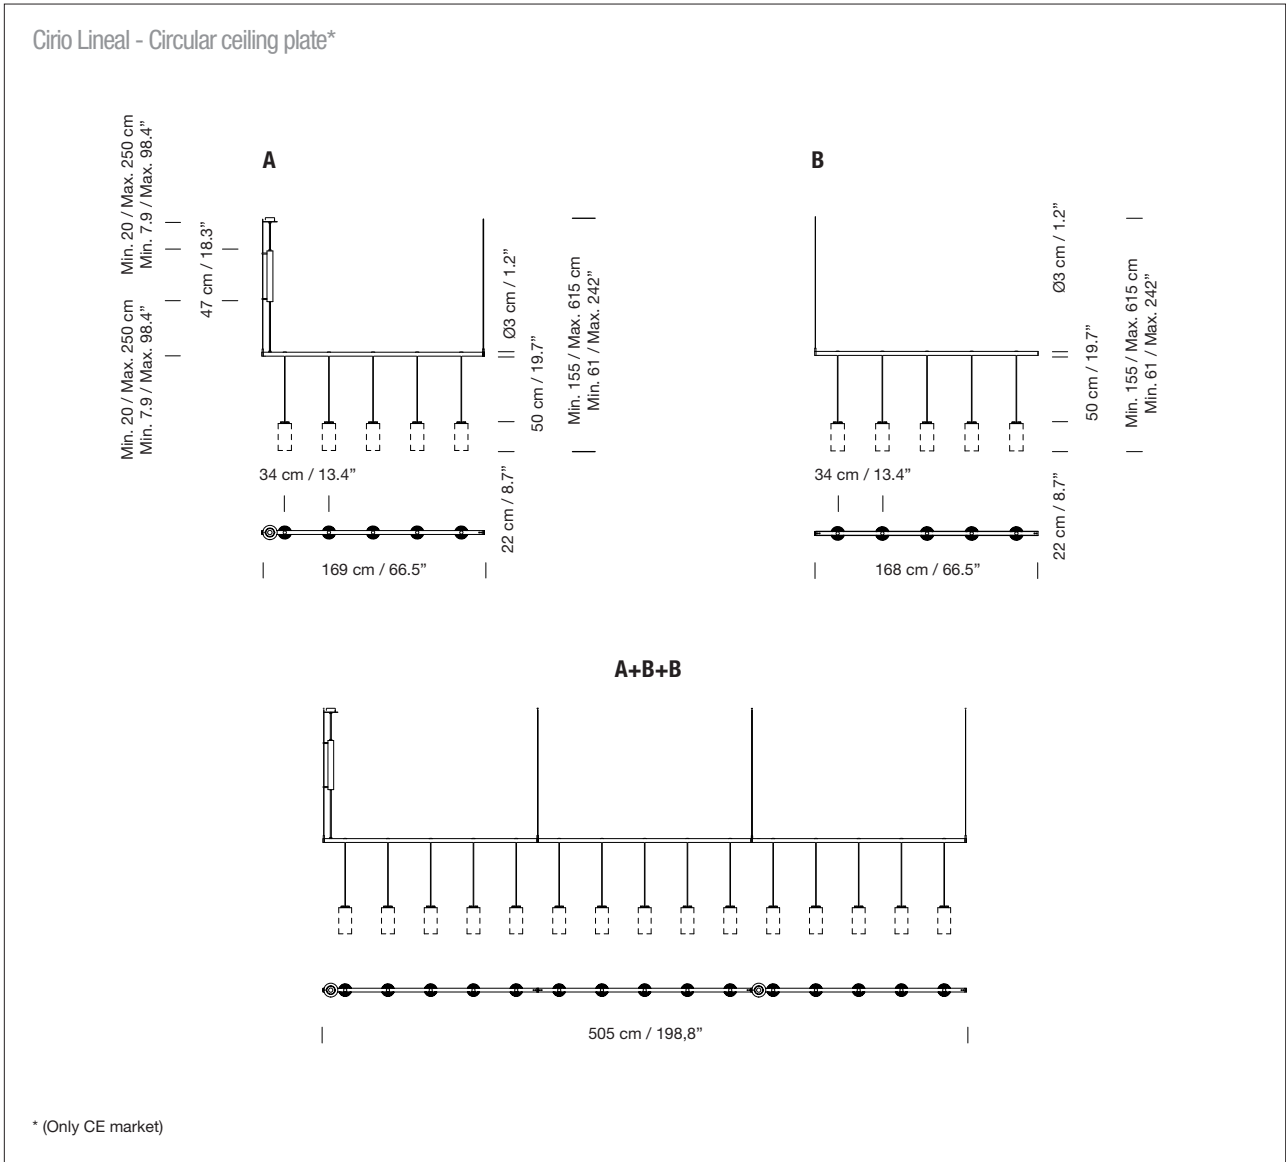 Cirio Lineal - Circular ceiling plate*
A
Min. 20 / Max. 250 cm
Min. 7.9 / Max. 98.4”
47 cm / 18.3”
Min. 20 / Max. 250 cm
Min. 7.9 / Max. 98.4”
Ø3 cm / 1.2”
50 cm / 19.7”
Min. 155 / Max. 615 cm
Min. 61 / Max. 242”
34 cm / 13.4”
22 cm / 8.7”
169 cm / 66.5”
B
Ø3 cm / 1.2”
50 cm / 19.7”
Min. 155 / Max. 615 cm
Min. 61 / Max. 242”
34 cm / 13.4”
22 cm / 8.7”
168 cm / 66.5”
A+B+B
505 cm / 198,8”
* (Only CE market)